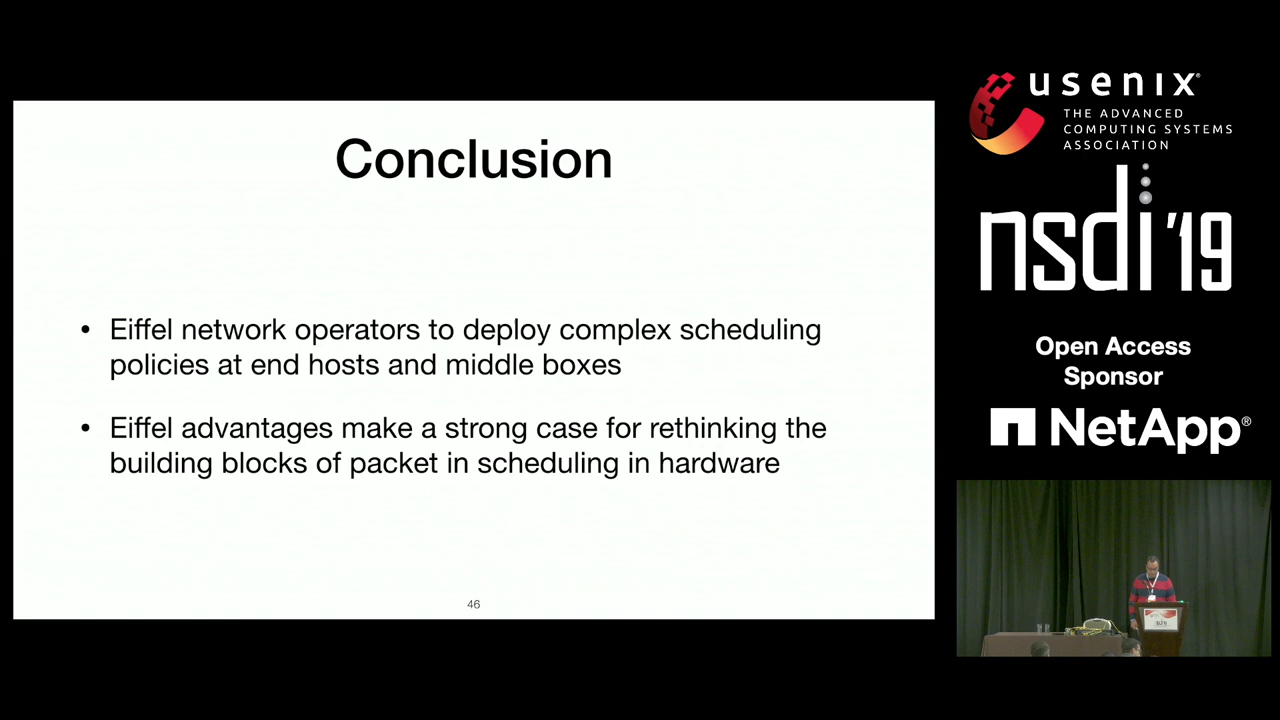 Conclusion
• Eiffel network operators to deploy complex scheduling
policies at end hosts and middle boxes
• Eiffel advantages make a strong case for rethinking the
building blocks of packet in scheduling in hardware
46
usenix®
THE ADVANCED
COMPUTING SYSTEMS
ASSOCIATION
nsdi '19
Open Access
Sponsor
NetApp®